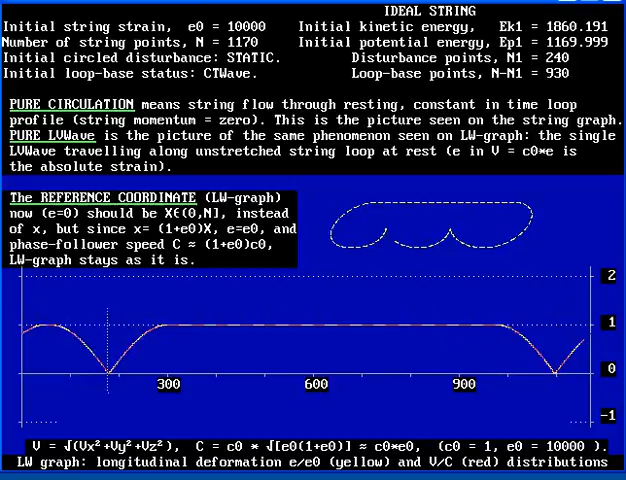 IDEAL STRING
Initial string strain, e0 = 10000 Initial kinetic energy, Ek1 = 1860.191
Number of string points, N = 1170 Initial potential energy, Ep1 = 1169.999
Initial circled disturbance: STATIC. Disturbance points, N1 = 240
Initial loop-base status: CTWave. Loop-base points, N-N1 = 930
PURE CIRCULATION means string flow through resting, constant in time loop
profile (string momentum = zero). This is the picture seen on the string graph.
PURE LVWave is the picture of the same phenomenon seen on LW-graph: the single
LVWave travelling along unstretched string loop at rest (e in V = c0*e is
the absolute strain).
The REFERENCE COORDINATE (LW-graph)
now (e=0) should be X∈(0,N], instead
of x, but since x= (1+e0)X, e=e0, and
phase-follower speed C ≈ (1+e0)c0,
LW-graph stays as it is.
2
1
0
300 600 900
-1
V = √(Vx²+Vy²+Vz²), C = c0 * √[e0(1+e0)] ≈ c0*e0, (c0 = 1, e0 = 10000 ).
LW graph: longitudinal deformation e/e0 (yellow) and V/C (red) distributions